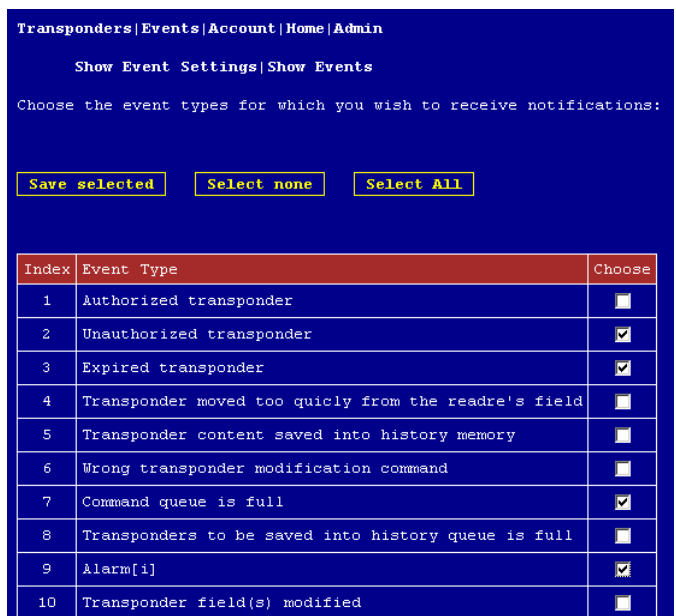 Transponders|Events|Account|Home|Admin
Show Event Settings|Show Events
Choose the event types for which you wish to receive notifications:
Save selected Select none Select All
Index Event Type Choose
1 Authorized transponder
2 Unauthorized transponder
3 Expired transponder
4 Transponder moved too quicly from the readre's field
5 Transponder content saved into history memory
6 Wrong transponder modification command
7 Command queue is full
8 Transponders to be saved into history queue is full
9 Alarm[i]
10 Transponder field(s) modified